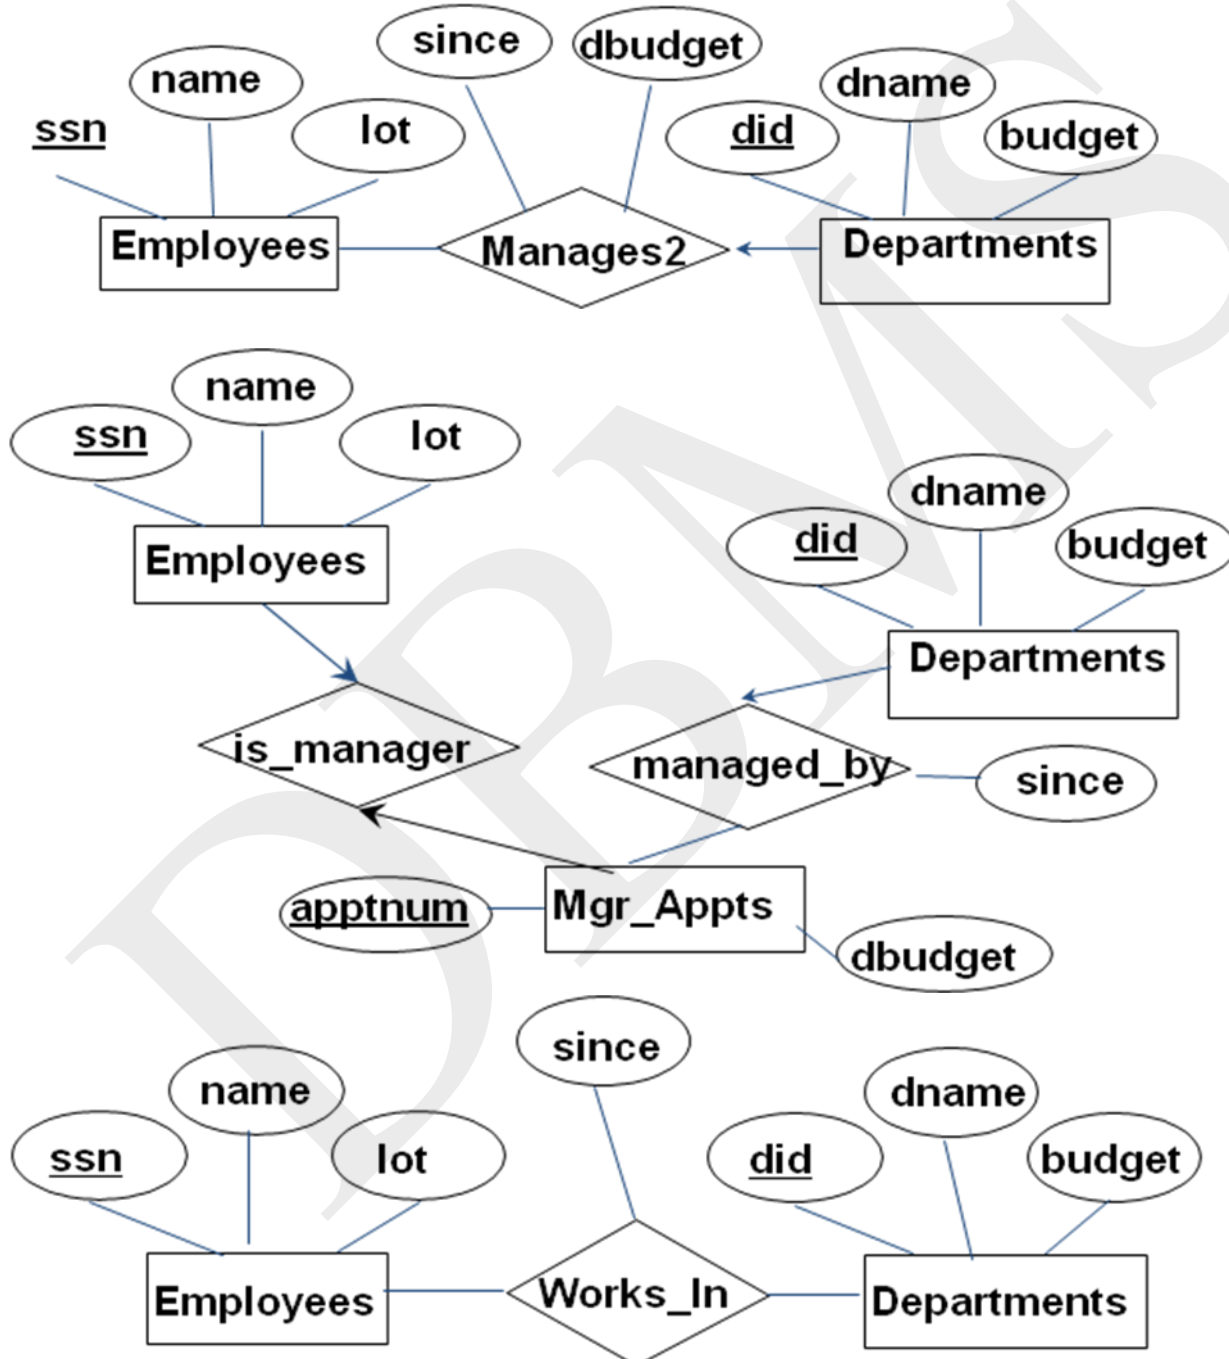 since
dbudget
name
dname
ssn
lot
did
budget
Employees
Manages2
Departments
name
ssn
lot
dname
did
budget
Employees
Departments
is_manager
managed_by
since
apptnum
Mgr_Appts
dbudget
since
name
dname
ssn
lot
did
budget
Employees
Works_In
Departments
DBMS